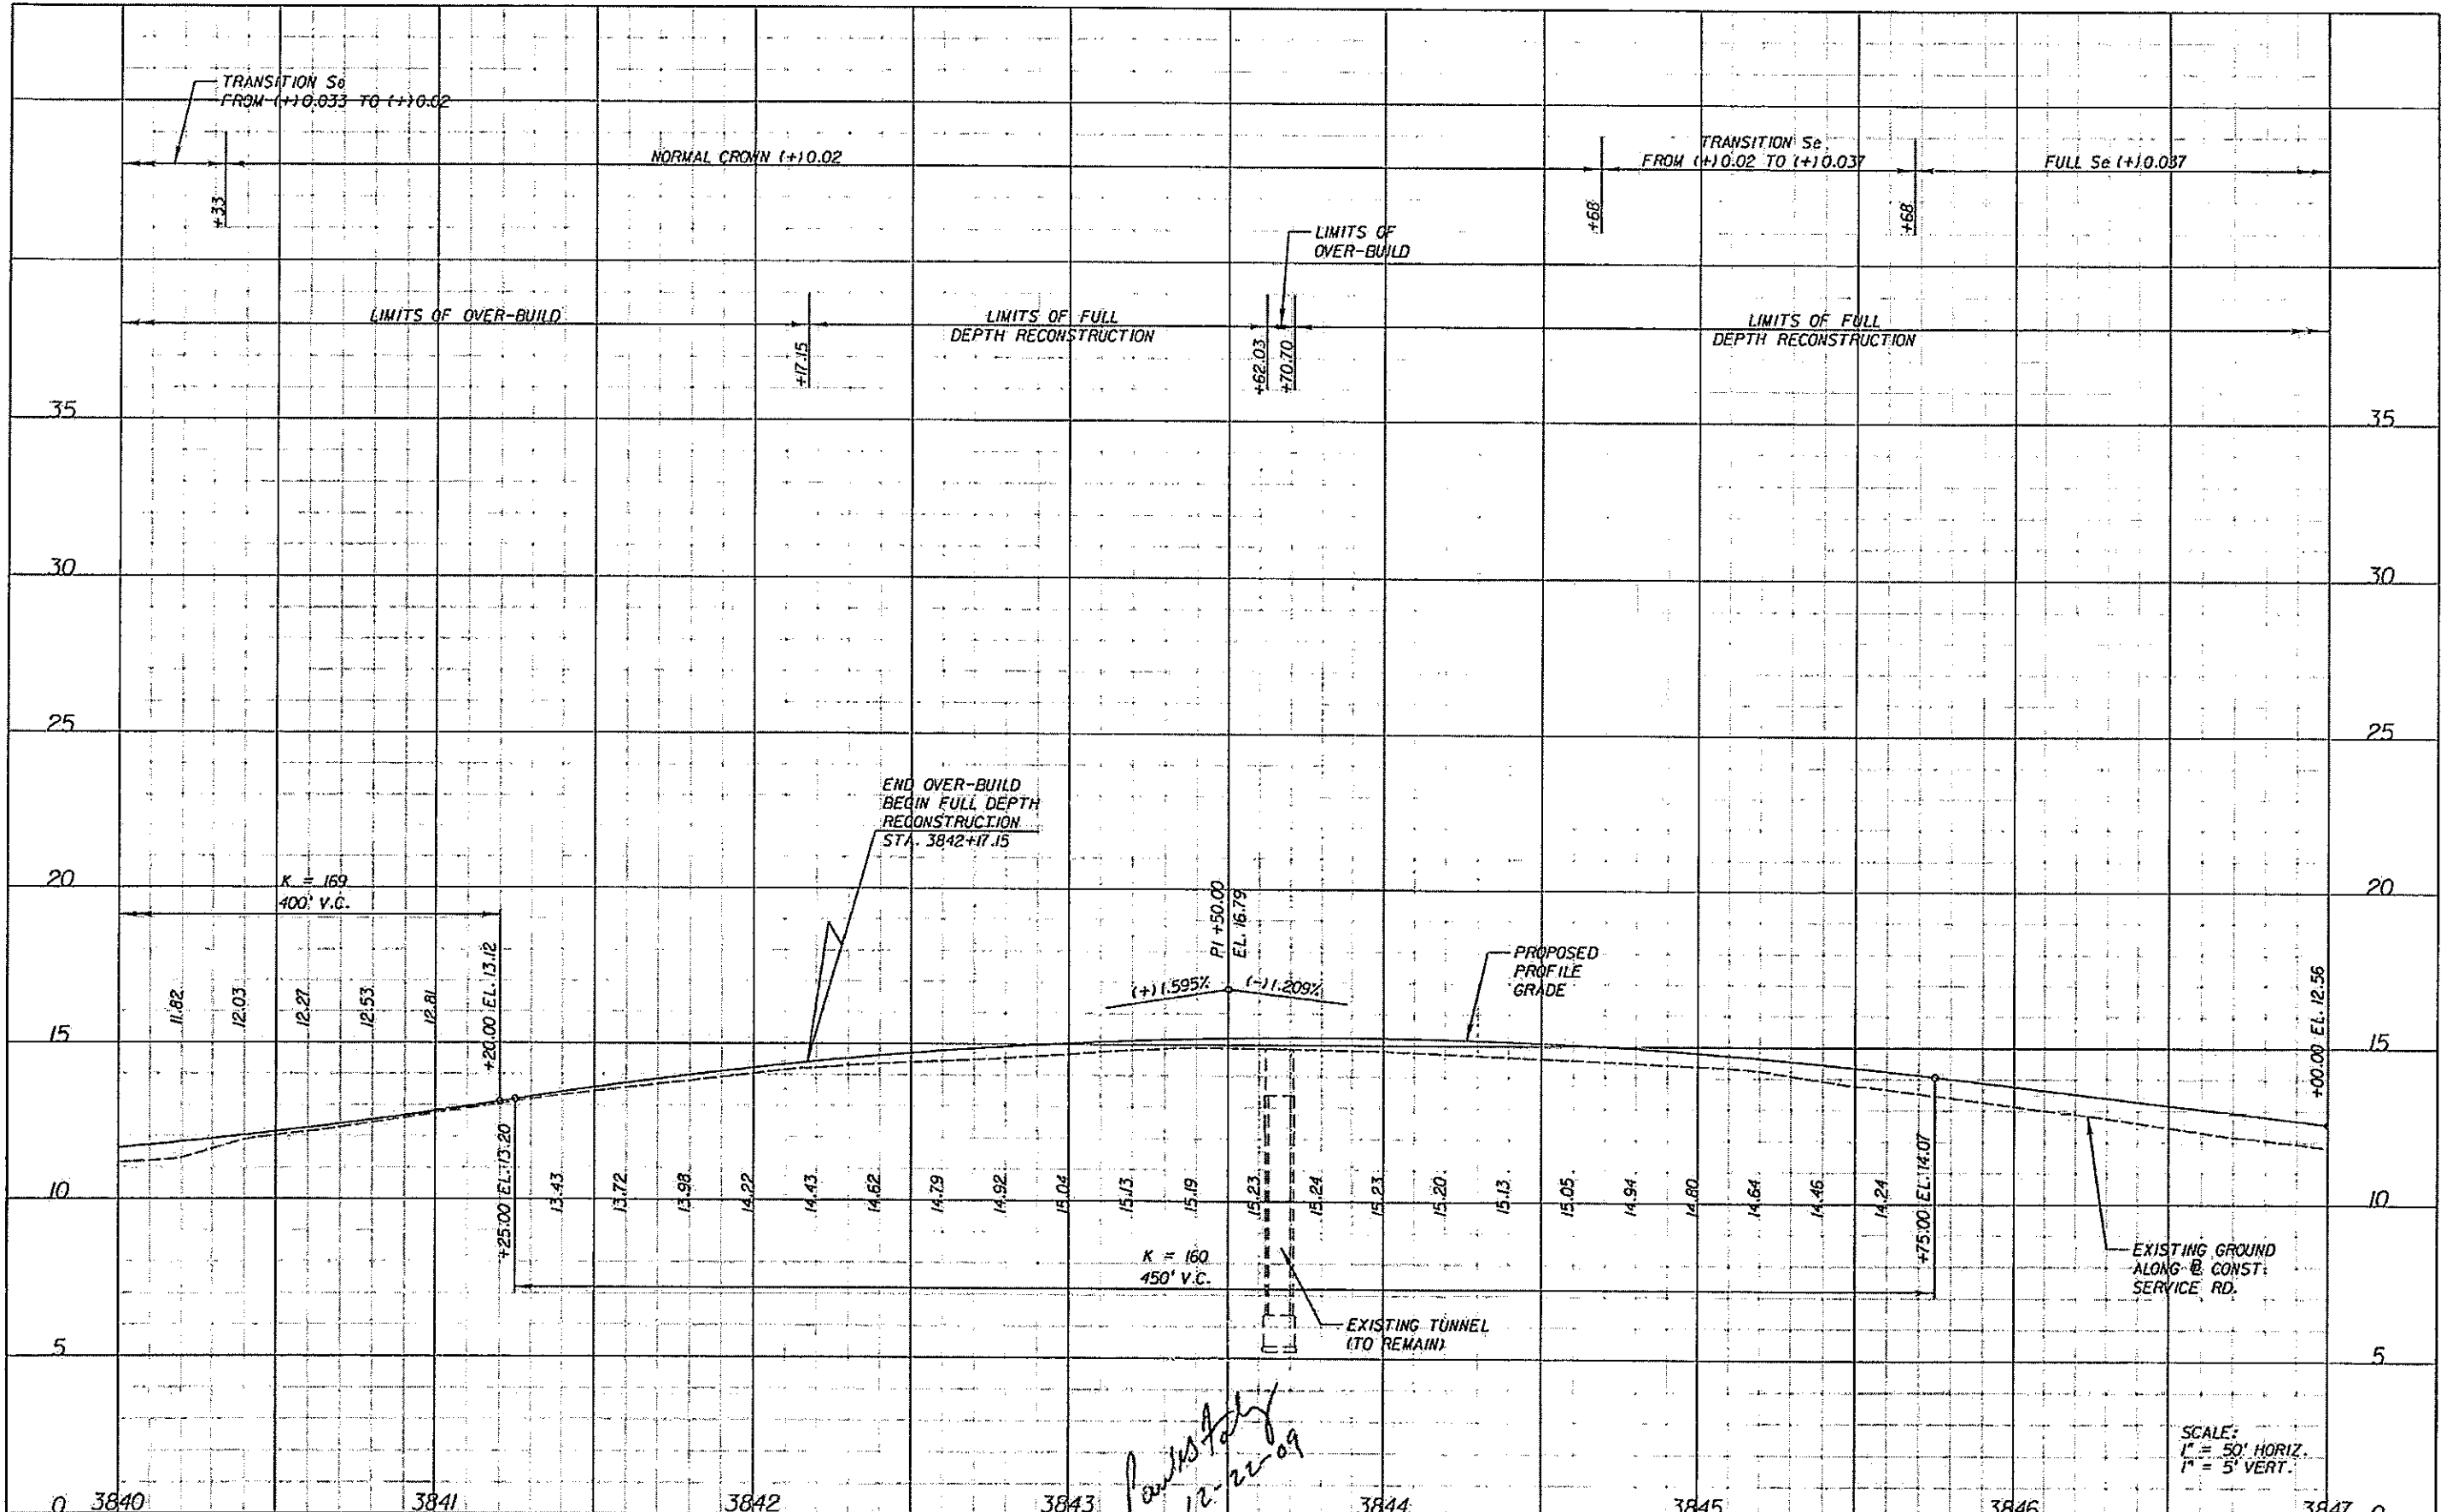 TRANSITION Se
FROM (+) 0.033 TO (+) 0.02
NORMAL CROWN (+) 0.02
TRANSITION Se
FROM (+) 0.02 TO (+) 0.037
FULL Se (+) 0.037
+33
+68
+68
LIMITS OF
OVER-BUILD
LIMITS OF OVER-BUILD
LIMITS OF FULL
DEPTH RECONSTRUCTION
LIMITS OF FULL
DEPTH RECONSTRUCTION
+17.15
+62.03
+70.70
35
35
30
30
25
25
END OVER-BUILD
BEGIN FULL DEPTH
RECONSTRUCTION
STA. 3842+17.15
20
20
K = 169
400' V.C.
PI +50.00
EL. 16.79
(+) 1.595%
(-) 1.209%
PROPOSED
PROFILE
GRADE
11.82
12.03
12.27
12.53
12.81
+20.00 EL. 13.12
+00.00 EL. 12.56
15
15
+25.00 EL. 13.20
13.43
13.72
13.98
14.22
14.43
14.62
14.79
14.92
15.04
15.13
15.19
15.23
15.24
15.23
15.20
15.13
15.05
14.94
14.80
14.64
14.46
14.24
+75.00 EL. 14.07
10
10
K = 160
450' V.C.
EXISTING GROUND
ALONG B CONST.
SERVICE RD.
EXISTING TUNNEL
(TO REMAIN)
5
5
12-22-09
SCALE:
1" = 50' HORIZ.
1" = 5' VERT.
0
3840
3841
3842
3843
3844
3845
3846
3847
0